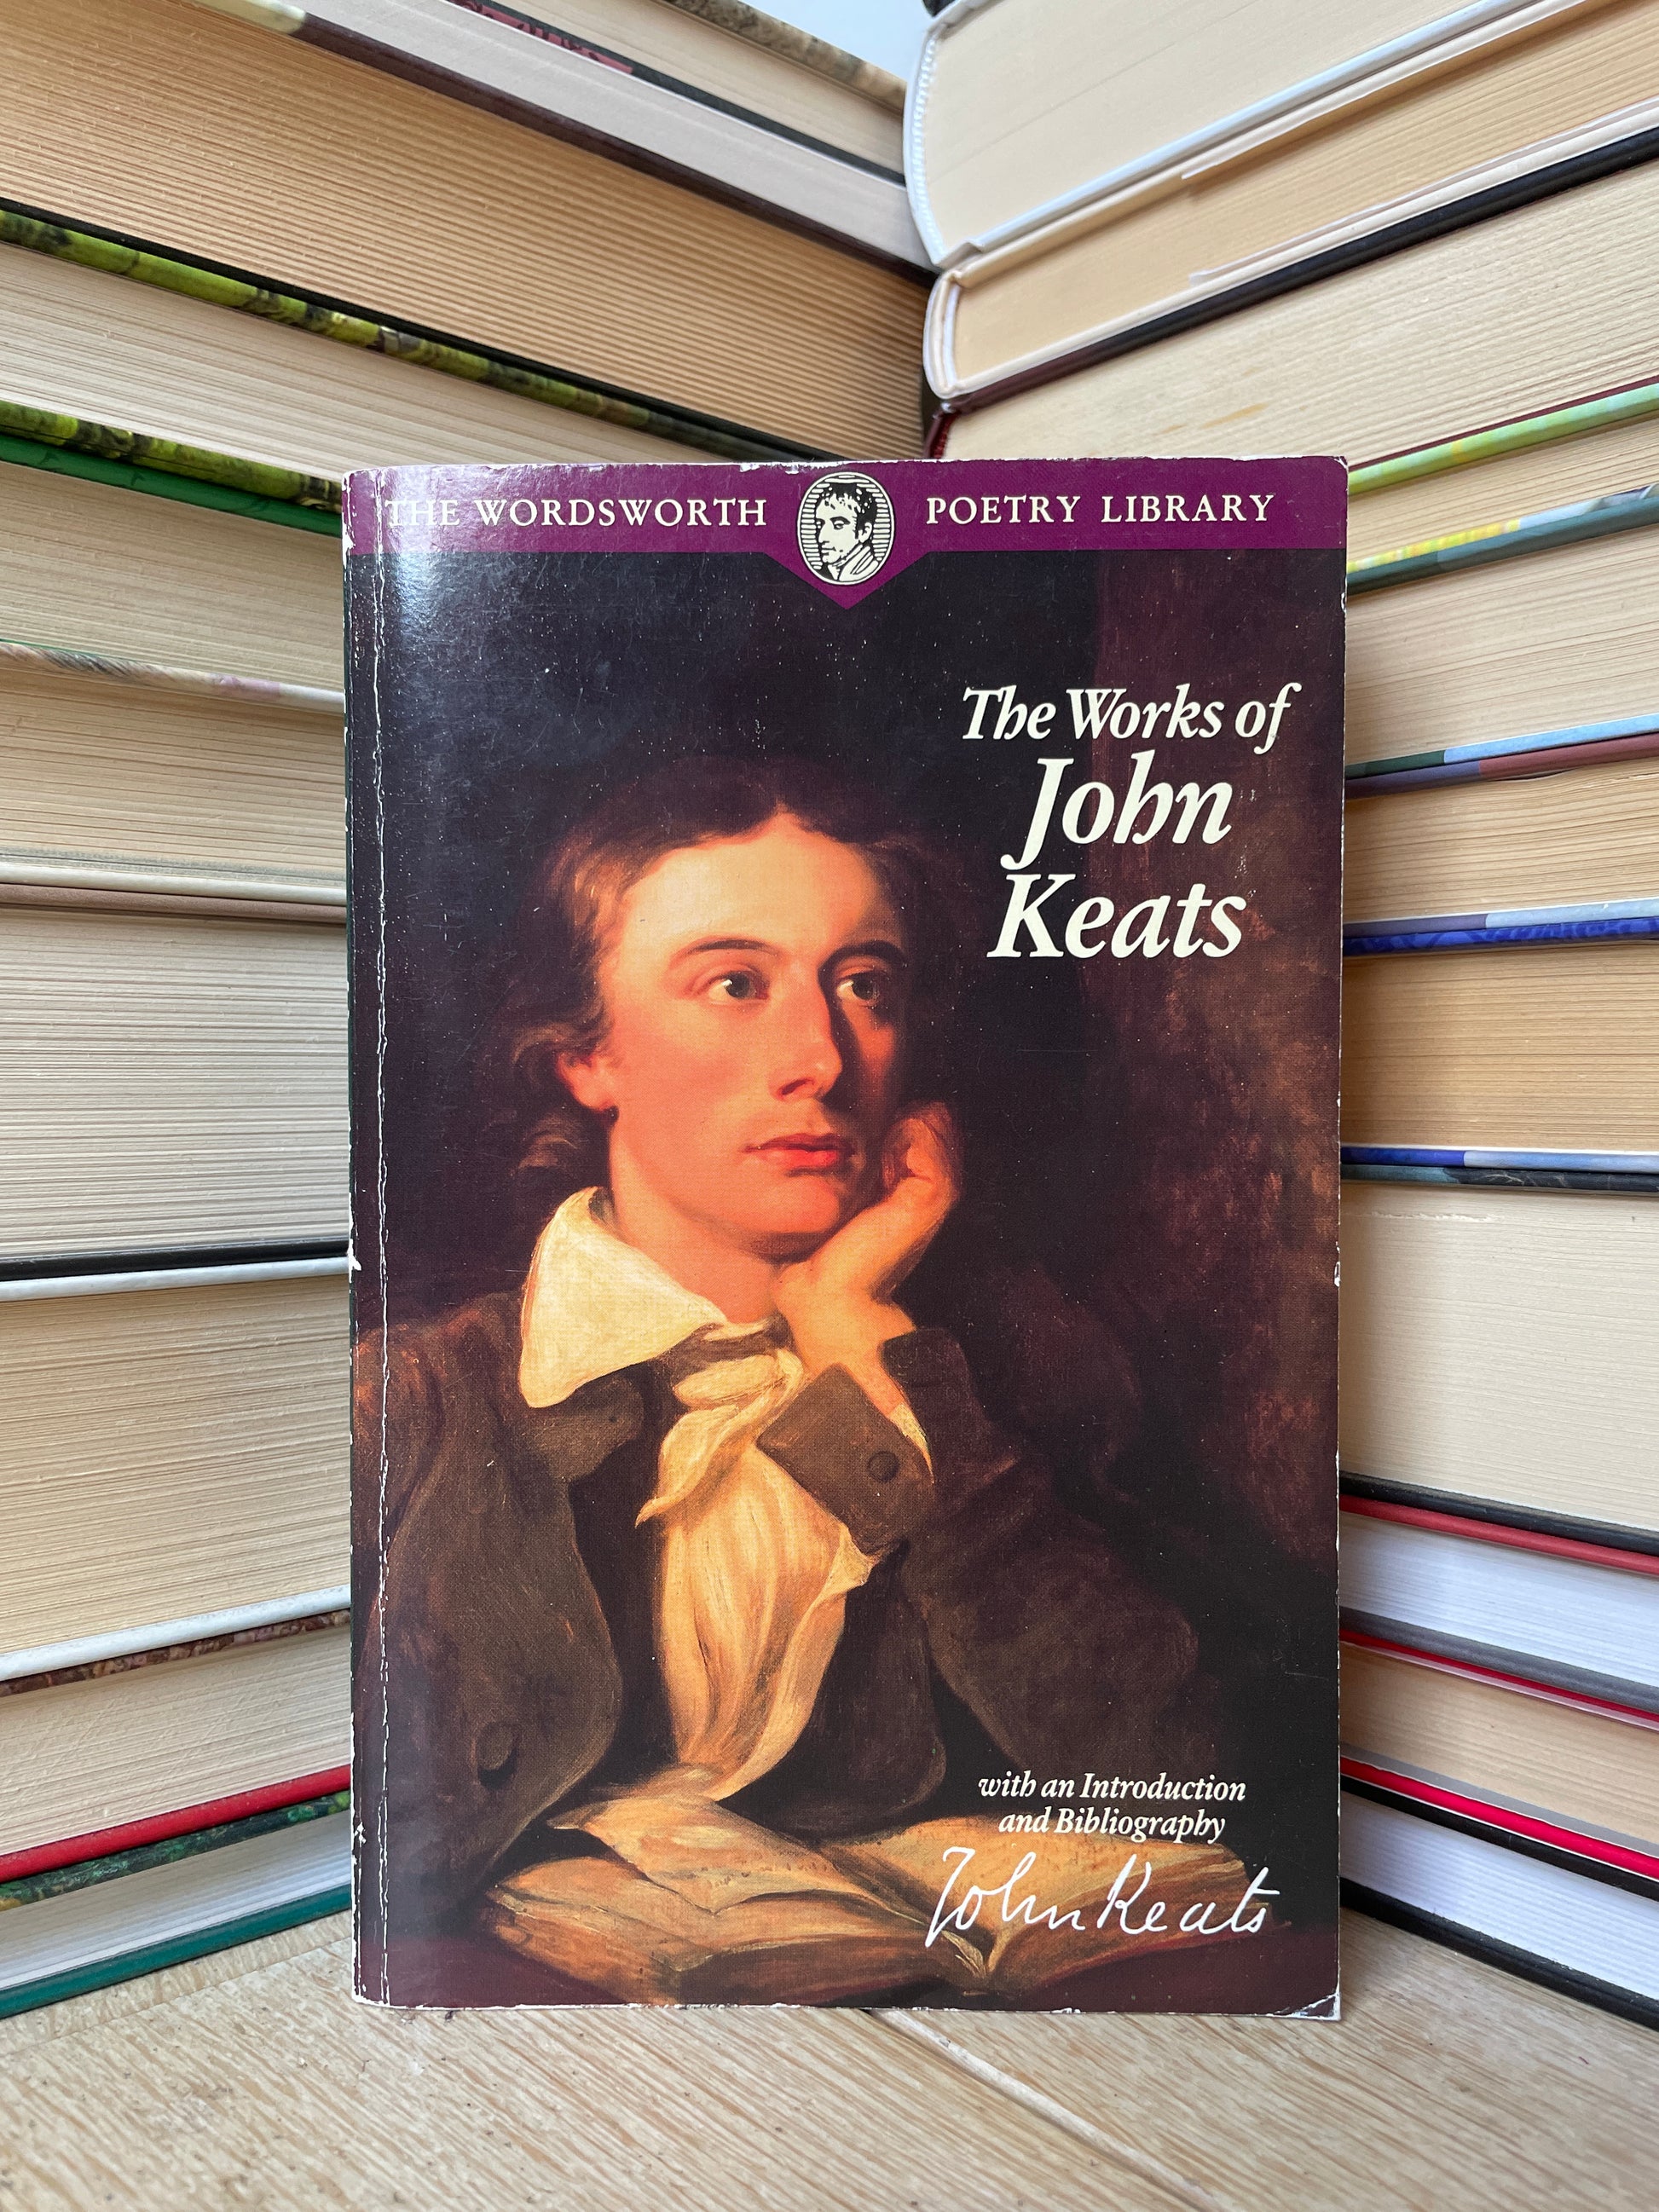 THE WORDSWORTH POETRY LIBRARY
The Works of
John
Keats
with an Introduction
and Bibliography
John Keats